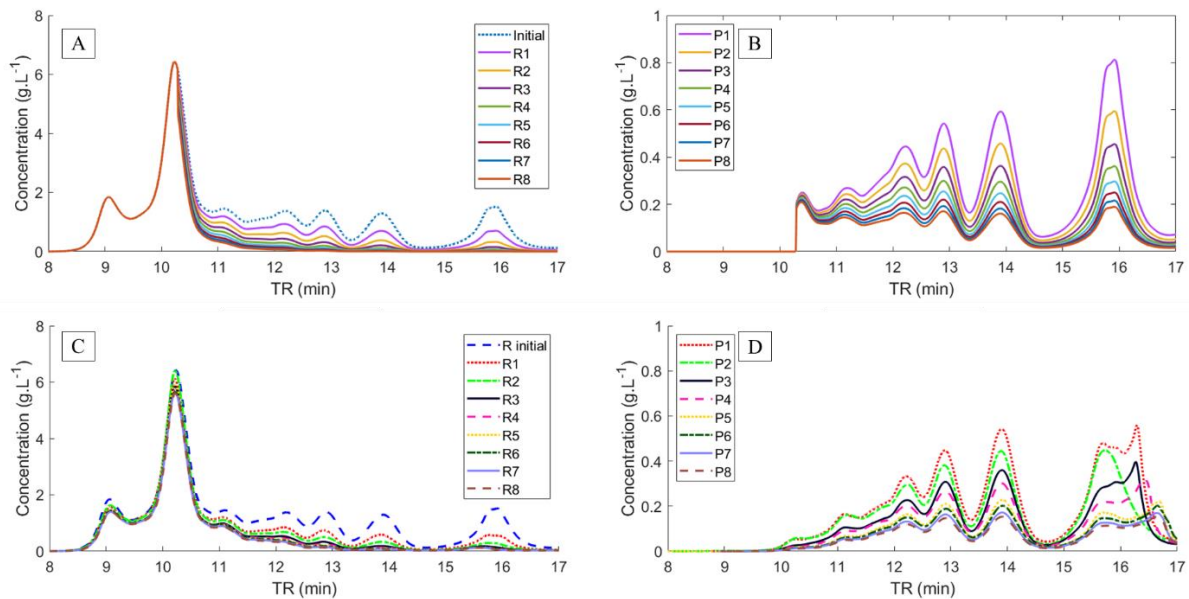 A
Concentration (g.L⁻¹)
8
6
4
2
0
8 9 10 11 12 13 14 15 16 17
TR (min)
Initial
R1
R2
R3
R4
R5
R6
R7
R8
B
Concentration (g.L⁻¹)
1
0.8
0.6
0.4
0.2
0
8 9 10 11 12 13 14 15 16 17
TR (min)
P1
P2
P3
P4
P5
P6
P7
P8
C
Concentration (g.L⁻¹)
8
6
4
2
0
8 9 10 11 12 13 14 15 16 17
TR (min)
R initial
R1
R2
R3
R4
R5
R6
R7
R8
D
Concentration (g.L⁻¹)
1
0.8
0.6
0.4
0.2
0
8 9 10 11 12 13 14 15 16 17
TR (min)
P1
P2
P3
P4
P5
P6
P7
P8